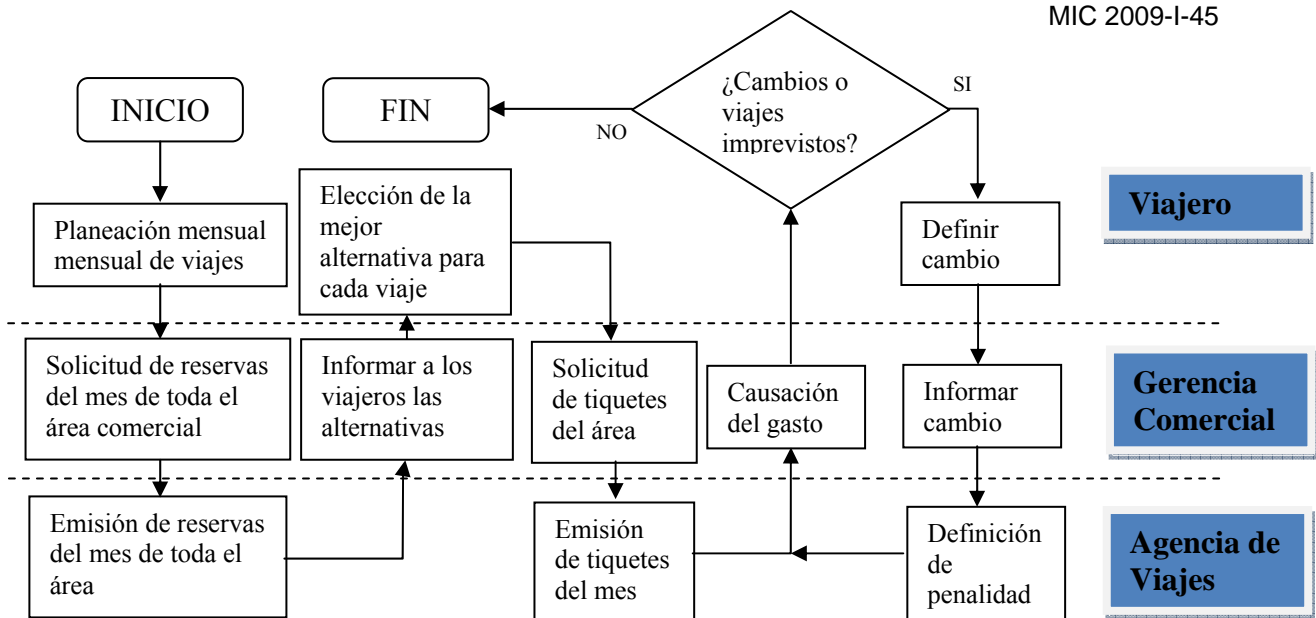 MIC 2009-I-45
INICIO
FIN
¿Cambios o
viajes
imprevistos?
NO
SI
Viajero
Planeación mensual
mensual de viajes
Elección de la
mejor
alternativa para
cada viaje
Definir
cambio
Solicitud de reservas
del mes de toda el
área comercial
Informar a los
viajeros las
alternativas
Solicitud
de tiquetes
del área
Causación
del gasto
Informar
cambio
Gerencia
Comercial
Emisión de reservas
del mes de toda el
área
Emisión
de tiquetes
del mes
Definición
de
penalidad
Agencia de
Viajes